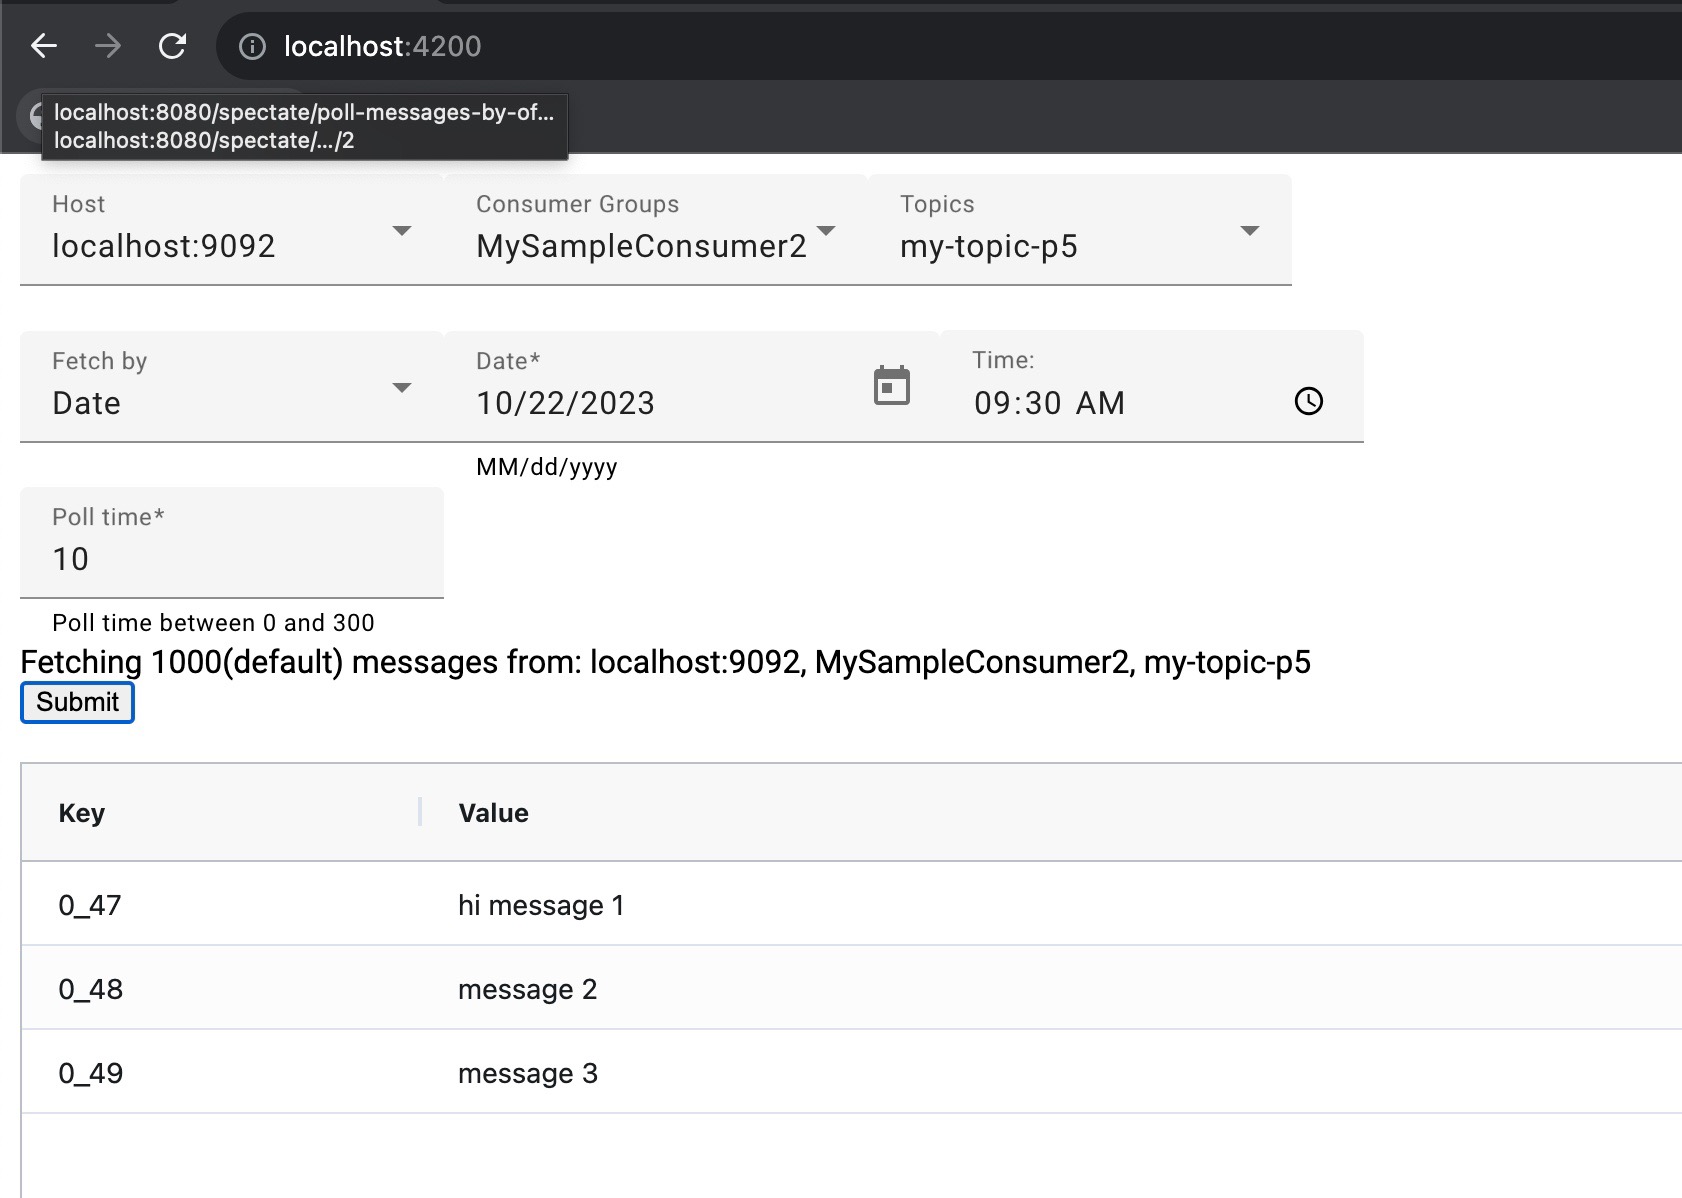 localhost:4200
localhost:8080/spectate/poll-messages-by-of...
localhost:8080/spectate/.../2
Host Consumer Groups Topics
localhost:9092 MySampleConsumer2 my-topic-p5
Fetch by Date* Time:
Date 10/22/2023 09:30 AM
MM/dd/yyyy
Poll time*
10
Poll time between 0 and 300
Fetching 1000(default) messages from: localhost:9092, MySampleConsumer2, my-topic-p5
Submit
Key Value
0_47 hi message 1
0_48 message 2
0_49 message 3